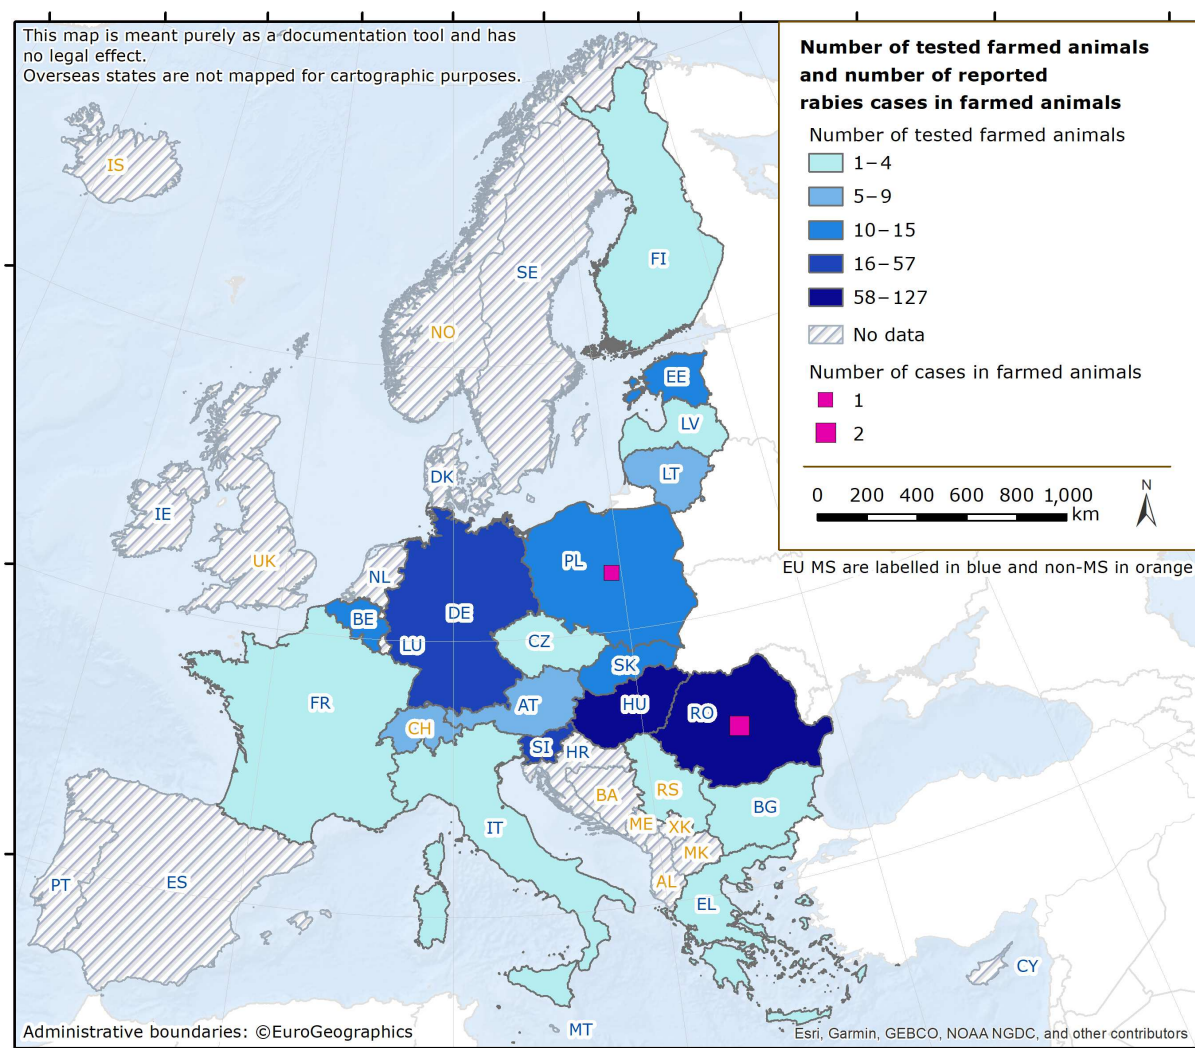 This map is meant purely as a documentation tool and has
no legal effect.
Overseas states are not mapped for cartographic purposes.
Number of tested farmed animals
and number of reported
rabies cases in farmed animals
Number of tested farmed animals
1–4
5–9
10–15
16–57
58–127
No data
Number of cases in farmed animals
1
2
0 200 400 600 800 1,000
km
N
EU MS are labelled in blue and non-MS in orange
IS
FI
SE
NO
EE
LV
LT
DK
IE
UK
NL
PL
BE
DE
LU
CZ
SK
FR
AT
HU
RO
CH
SI
HR
BA
RS
BG
ME
XK
IT
MK
AL
PT
ES
EL
CY
MT
Administrative boundaries: ©EuroGeographics
Esri, Garmin, GEBCO, NOAA NGDC, and other contributors